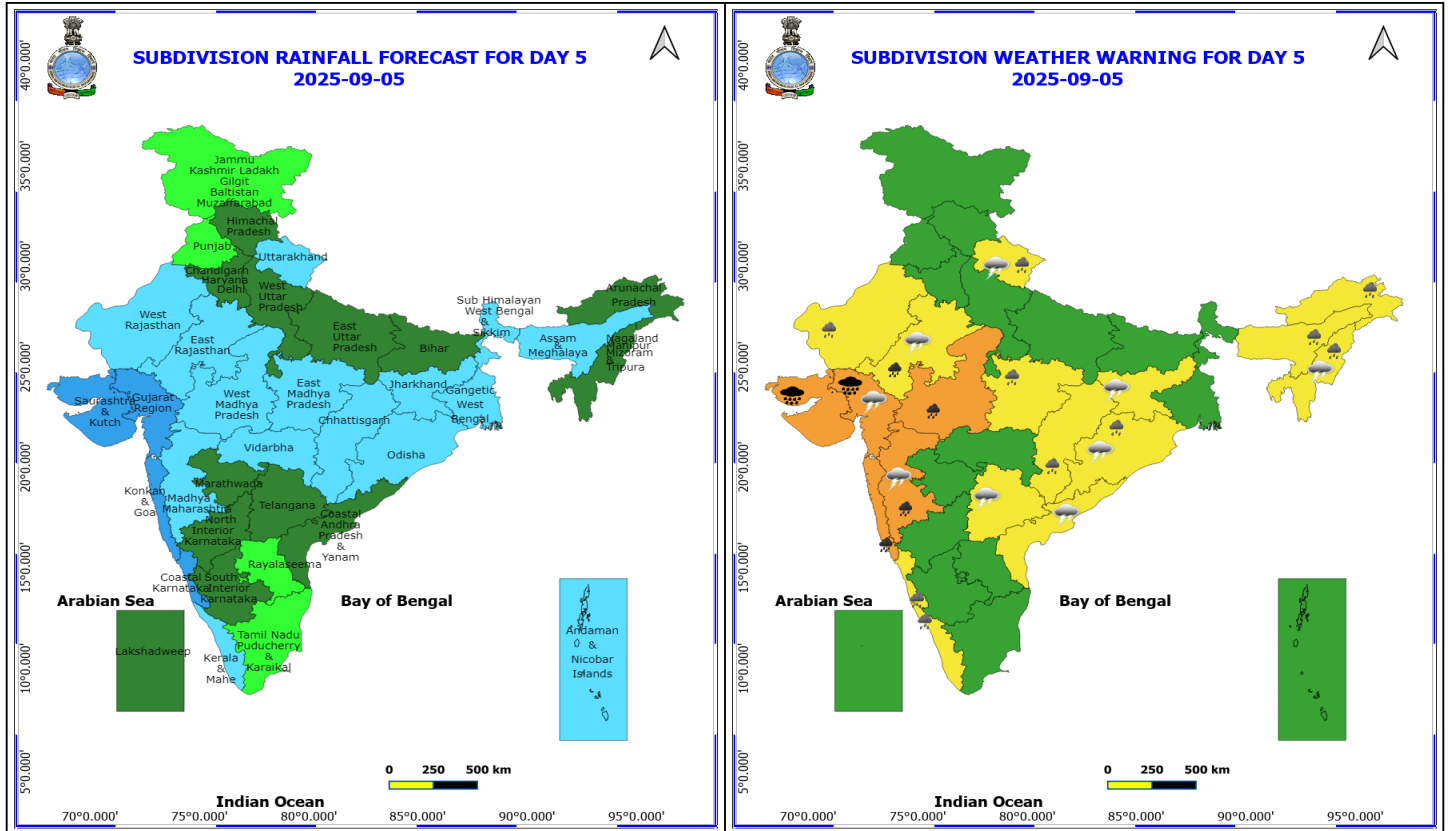 SUBDIVISION RAINFALL FORECAST FOR DAY 5
2025-09-05
40°0.000'
35°0.000'
30°0.000'
25°0.000'
20°0.000'
15°0.000'
10°0.000'
5°0.000'
Jammu
Kashmir Ladakh
Gilgit
Baltistan
Muzaffarabad
Himachal
Pradesh
Punjab
Uttarakhand
Chandigarh
Haryana
Delhi
West
Uttar
Pradesh
Arunachal
Pradesh
Sub Himalayan
West Bengal
&
Sikkim
West
Rajasthan
East
Rajasthan
East
Uttar
Pradesh
Bihar
Assam
&
Meghalaya
Nagaland
Manipur
Mizoram
&
Tripura
Saurashtra
&
Kutch
Gujarat
Region
West
Madhya
Pradesh
East
Madhya
Pradesh
Jharkhand
Gangetic
West
Bengal
Chhattisgarh
Vidarbha
Odisha
Konkan
&
Goa
Madhya
Maharashtra
Marathwada
Telangana
North
Interior
Karnataka
Coastal
Andhra
Pradesh
&
Yanam
Rayalaseema
Coastal
Karnataka
South
Interior
Karnataka
Arabian Sea
Bay of Bengal
Lakshadweep
Kerala
&
Mahe
Tamil Nadu
Puducherry
&
Karaikal
Andaman
&
Nicobar
Islands
0 250 500 km
Indian Ocean
70°0.000' 75°0.000' 80°0.000' 85°0.000' 90°0.000' 95°0.000'
SUBDIVISION WEATHER WARNING FOR DAY 5
2025-09-05
40°0.000'
35°0.000'
30°0.000'
25°0.000'
20°0.000'
15°0.000'
10°0.000'
5°0.000'
Arabian Sea
Bay of Bengal
0 250 500 km
Indian Ocean
70°0.000' 75°0.000' 80°0.000' 85°0.000' 90°0.000' 95°0.000'